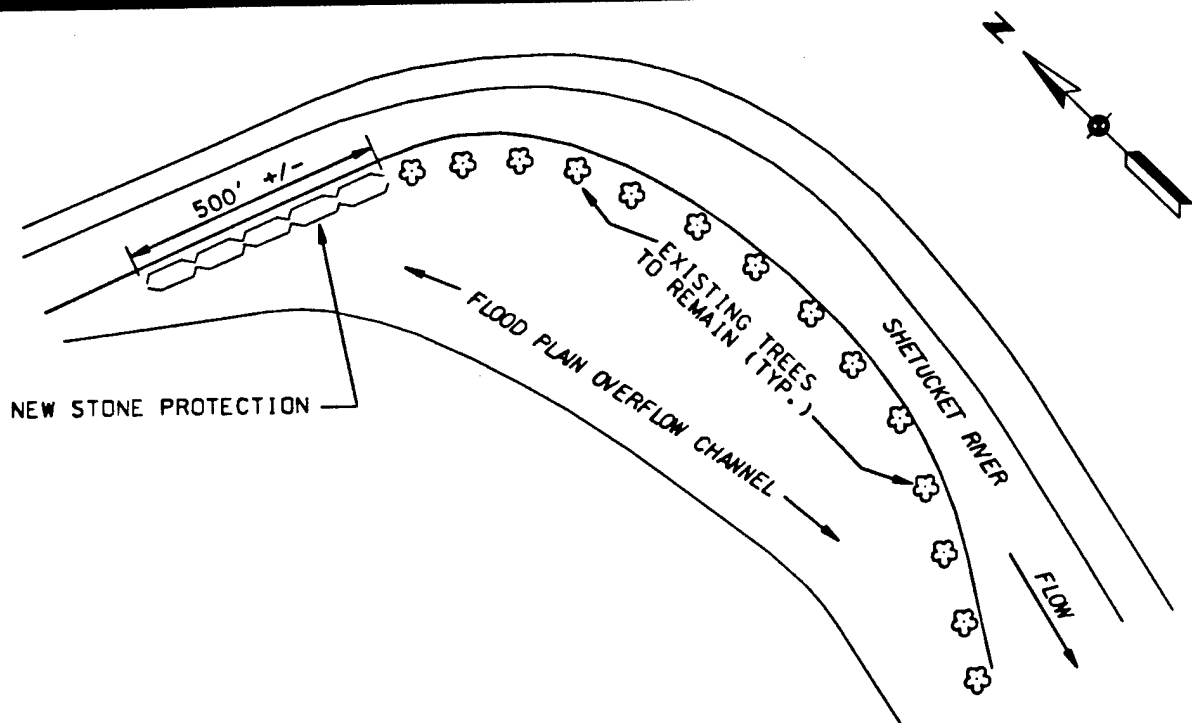 N
500' +/-
EXISTING TREES
TO REMAIN (TYP.)
SHETUCKET RIVER
FLOOD PLAIN OVERFLOW CHANNEL
NEW STONE PROTECTION
FLOW